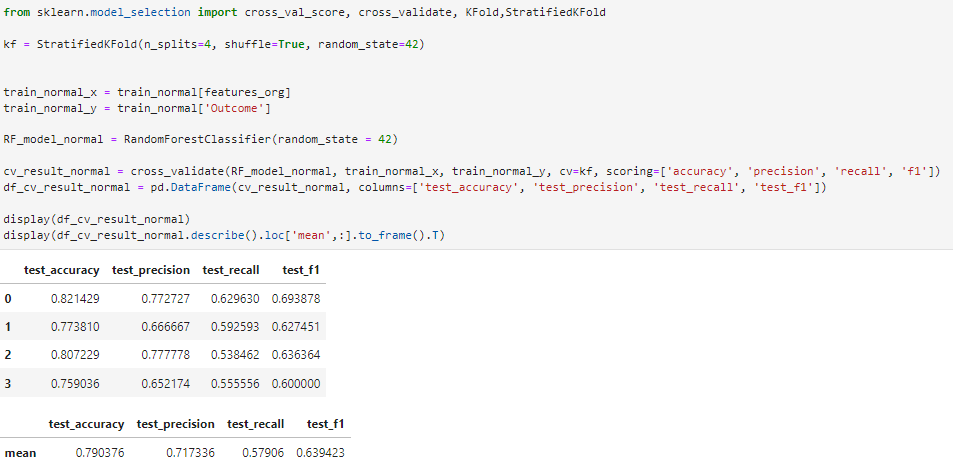 from sklearn.model_selection import cross_val_score, cross_validate, KFold,StratifiedKFold
kf = StratifiedKFold(n_splits=4, shuffle=True, random_state=42)
train_normal_x = train_normal[features_org]
train_normal_y = train_normal['Outcome']
RF_model_normal = RandomForestClassifier(random_state = 42)
cv_result_normal = cross_validate(RF_model_normal, train_normal_x, train_normal_y, cv=kf, scoring=['accuracy', 'precision', 'recall', 'f1'])
df_cv_result_normal = pd.DataFrame(cv_result_normal, columns=['test_accuracy', 'test_precision', 'test_recall', 'test_f1'])
display(df_cv_result_normal)
display(df_cv_result_normal.describe().loc['mean',:].to_frame().T)
test_accuracy test_precision test_recall test_f1
0 0.821429 0.772727 0.629630 0.693878
1 0.773810 0.666667 0.592593 0.627451
2 0.807229 0.777778 0.538462 0.636364
3 0.759036 0.652174 0.555556 0.600000
test_accuracy test_precision test_recall test_f1
mean 0.790376 0.717336 0.57906 0.639423